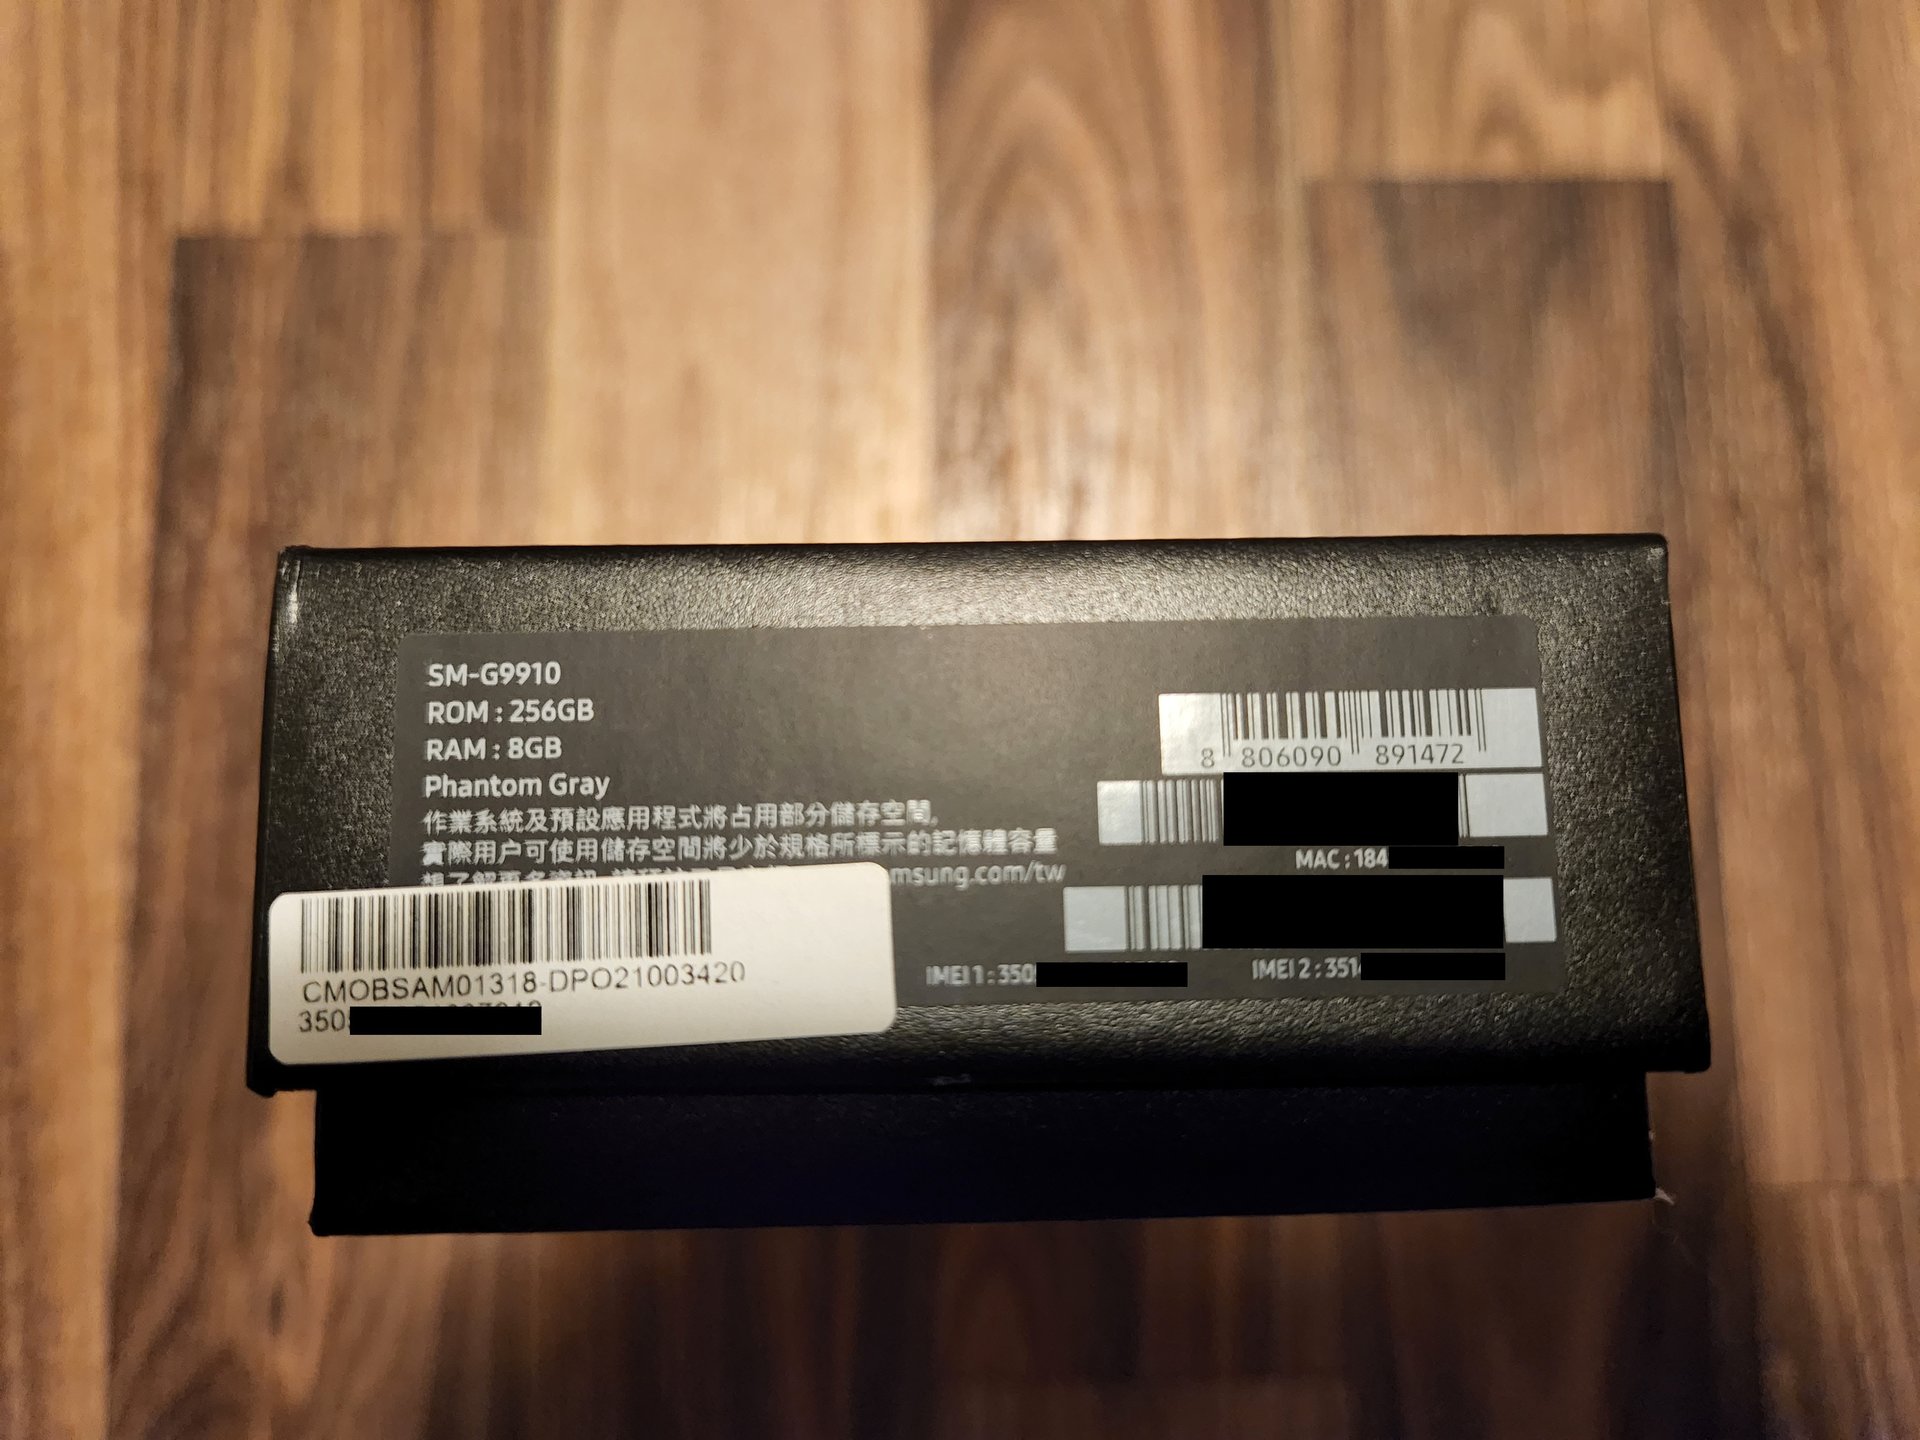 SM-G9910
ROM : 256GB
RAM : 8GB
Phantom Gray
作業系統及預設應用程式將占用部分儲存空間,
實際用戶可使用儲存空間將少於規格所標示的記憶體容量
msung.com/tw
8 806090 891472
MAC : 184
IMEI 1 : 350
IMEI 2 : 351
CMOBSAM01318-DPO21003420
350